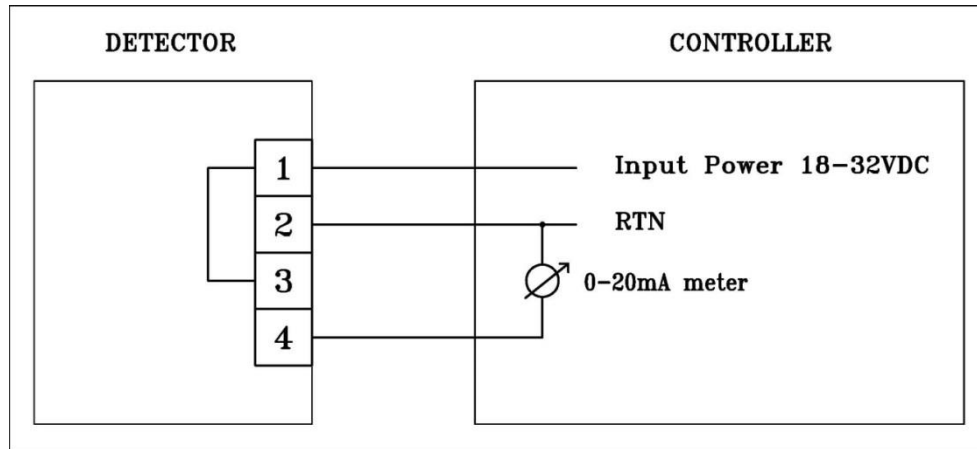 DETECTOR
CONTROLLER
1
Input Power 18-32VDC
2
RTN
3
0-20mA meter
4